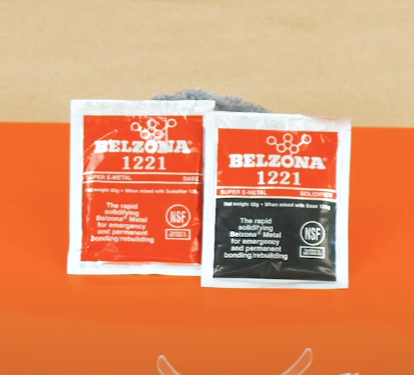 BELZONA®
1221
SUPER E-METAL BASE
The rapid
solidifying
Belzona® Metal
for emergency
and permanent
bonding/rebuilding
NSF
BELZONA®
1221
SUPER E-METAL SOLIDIFIER
Net weight 42g • When mixed with Base
The rapid
solidifying
Belzona® Metal
for emergency
and permanent
bonding/rebuilding
NSF